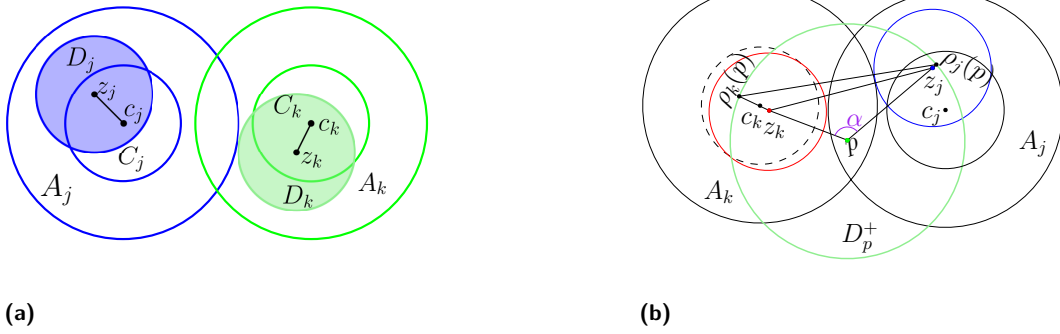 D_j
z_j
c_j
C_j
A_j
C_k
c_k
z_k
D_k
A_k
(a)
ρ_k(p)
c_k
z_k
α
p
ρ_j(p)
z_j
c_j
A_j
A_k
D_p^+
(b)